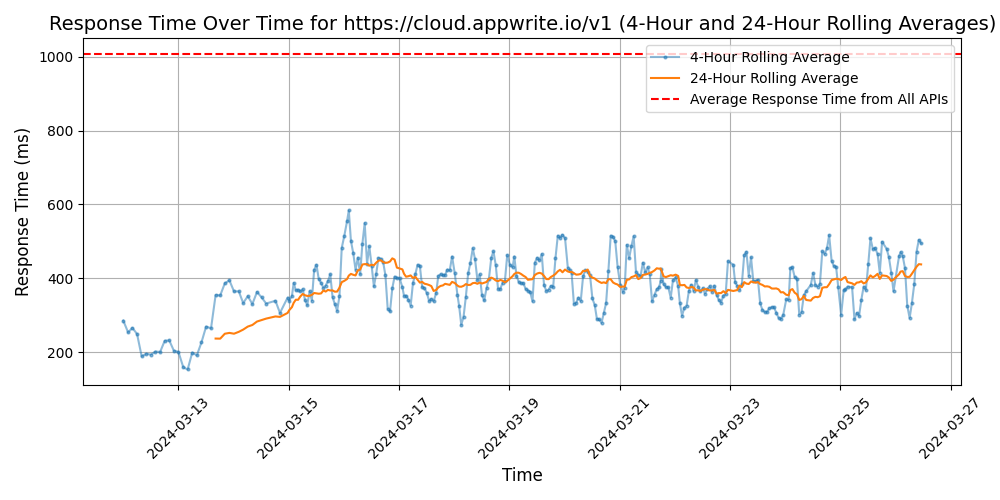 Response Time Over Time for https://cloud.appwrite.io/v1 (4-Hour and 24-Hour Rolling Averages)
4-Hour Rolling Average
24-Hour Rolling Average
Average Response Time from All APIs
Response Time (ms)
1000
800
600
400
200
2024-03-13
2024-03-15
2024-03-17
2024-03-19
2024-03-21
2024-03-23
2024-03-25
2024-03-27
Time